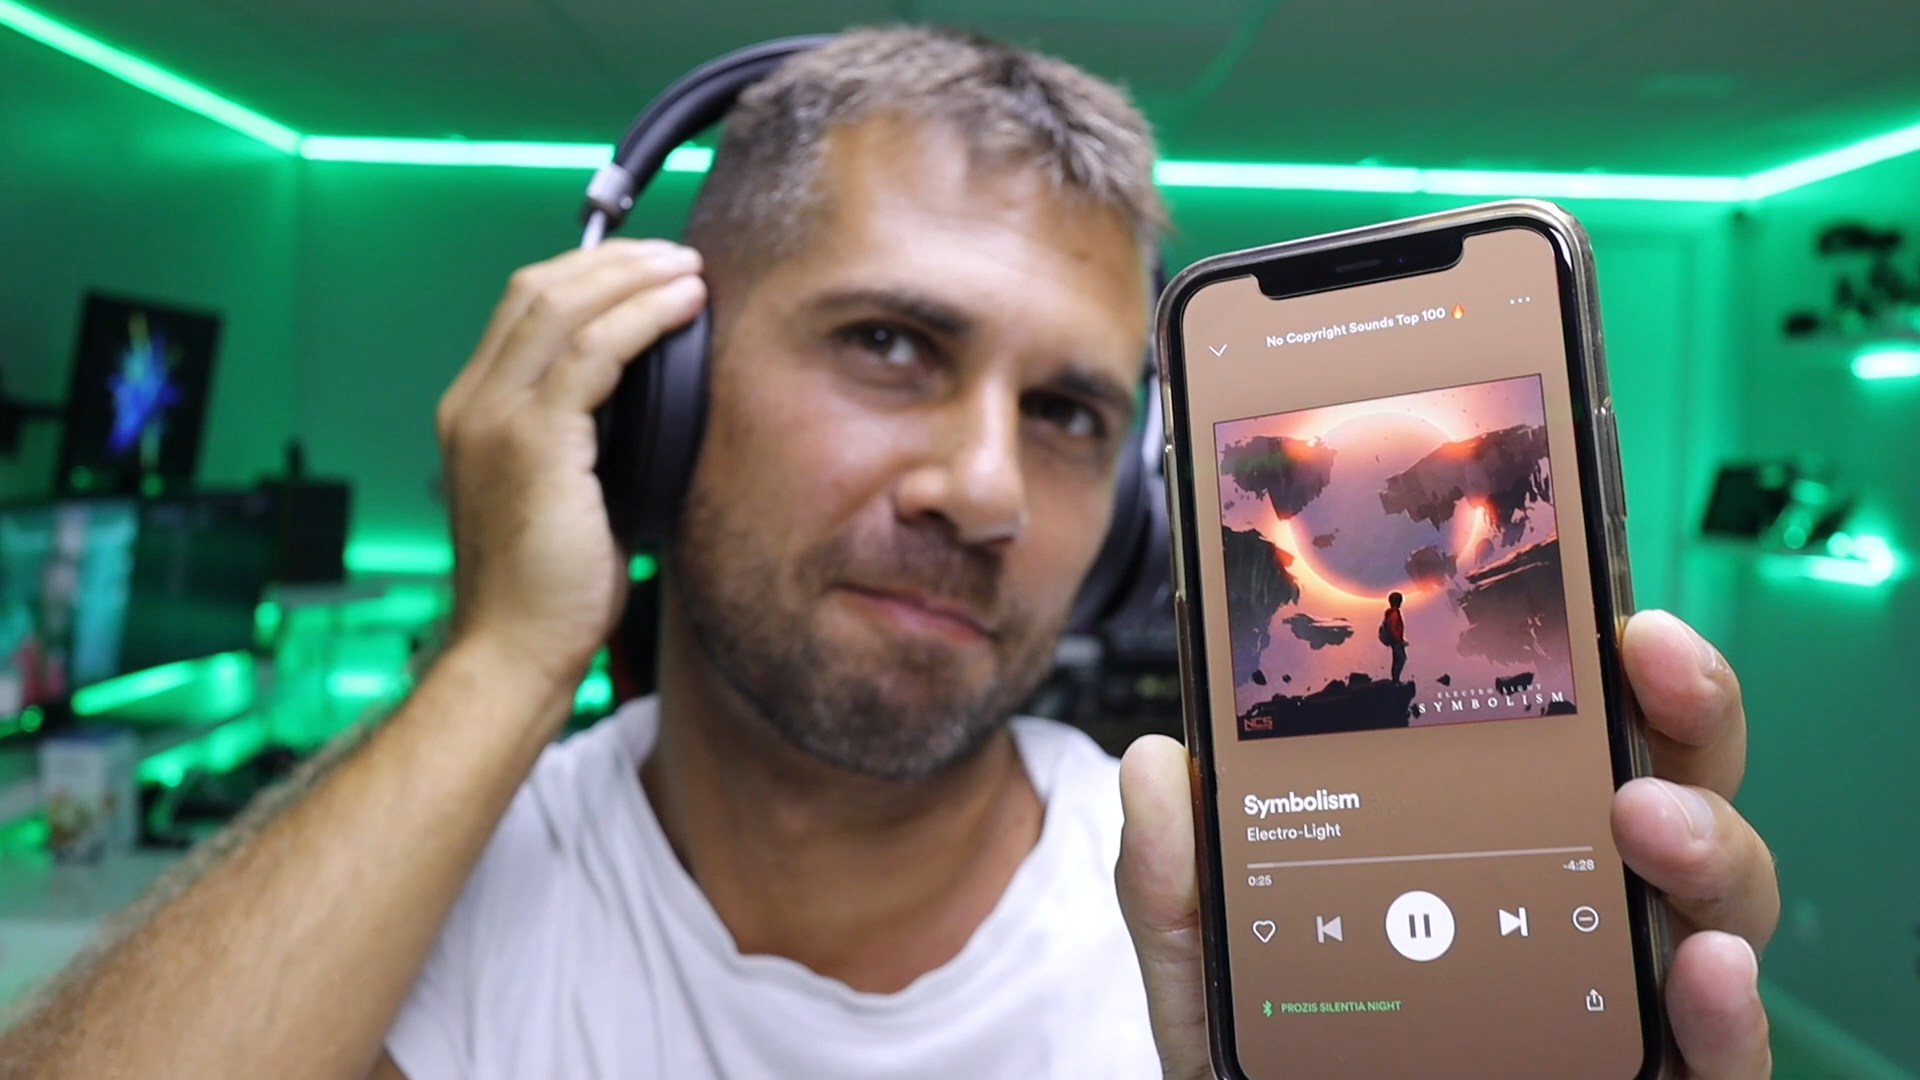 No Copyright Sounds Top 100 🔥
ELECTRO LIGHT
SYMBOLISM
NCS
Symbolism
Electro-Light
0:25
-4:28
PROZIS SILENTIA NIGHT